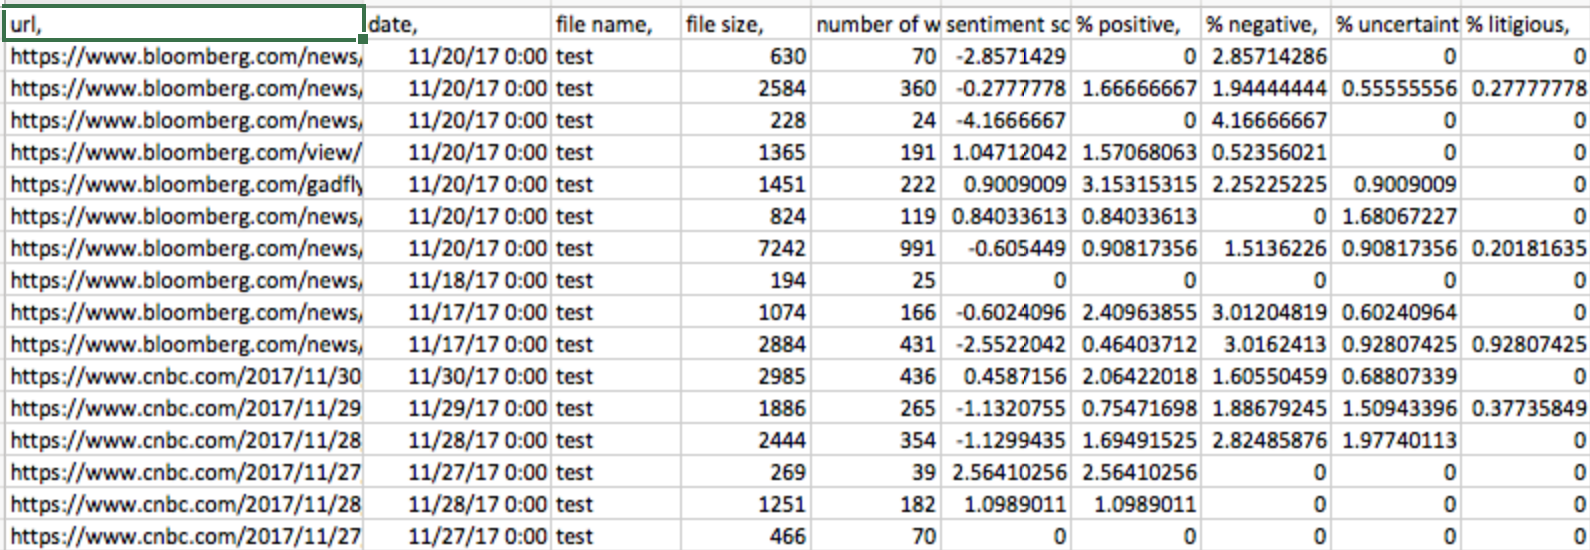 url, date, file name, file size, number of w sentiment sc % positive, % negative, % uncertaint % litigious,
https://www.bloomberg.com/news/ 11/20/17 0:00 test 630 70 -2.8571429 0 2.85714286 0 0
https://www.bloomberg.com/news/ 11/20/17 0:00 test 2584 360 -0.2777778 1.66666667 1.94444444 0.55555556 0.27777778
https://www.bloomberg.com/news/ 11/20/17 0:00 test 228 24 -4.1666667 0 4.16666667 0 0
https://www.bloomberg.com/view/ 11/20/17 0:00 test 1365 191 1.04712042 1.57068063 0.52356021 0 0
https://www.bloomberg.com/gadfly 11/20/17 0:00 test 1451 222 0.9009009 3.15315315 2.25225225 0.9009009 0
https://www.bloomberg.com/news/ 11/20/17 0:00 test 824 119 0.84033613 0.84033613 0 1.68067227 0
https://www.bloomberg.com/news/ 11/20/17 0:00 test 7242 991 -0.605449 0.90817356 1.5136226 0.90817356 0.20181635
https://www.bloomberg.com/news/ 11/18/17 0:00 test 194 25 0 0 0 0 0
https://www.bloomberg.com/news/ 11/17/17 0:00 test 1074 166 -0.6024096 2.40963855 3.01204819 0.60240964 0
https://www.bloomberg.com/news/ 11/17/17 0:00 test 2884 431 -2.5522042 0.46403712 3.0162413 0.92807425 0.92807425
https://www.cnbc.com/2017/11/30 11/30/17 0:00 test 2985 436 0.4587156 2.06422018 1.60550459 0.68807339 0
https://www.cnbc.com/2017/11/29 11/29/17 0:00 test 1886 265 -1.1320755 0.75471698 1.88679245 1.50943396 0.37735849
https://www.cnbc.com/2017/11/28 11/28/17 0:00 test 2444 354 -1.1299435 1.69491525 2.82485876 1.97740113 0
https://www.cnbc.com/2017/11/27 11/27/17 0:00 test 269 39 2.56410256 2.56410256 0 0 0
https://www.cnbc.com/2017/11/28 11/28/17 0:00 test 1251 182 1.0989011 1.0989011 0 0 0
https://www.cnbc.com/2017/11/27 11/27/17 0:00 test 466 70 0 0 0 0 0